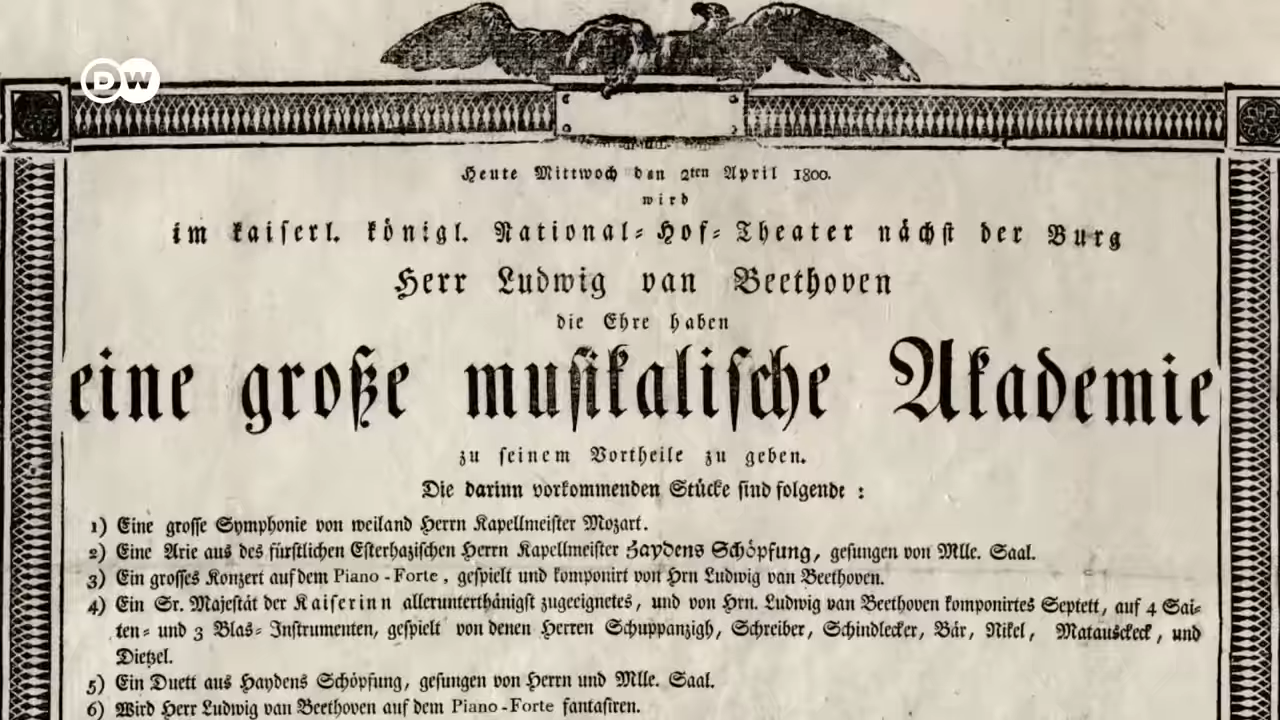 DW
Heute Mittwoch den 2ten April 1800.
wird
im kaiserl. königl. National-Hof-Theater nächst der Burg
Herr Ludwig van Beethoven
die Ehre haben
eine große musikalische Akademie
zu seinem Vortheile zu geben.
Die darinn vorkommenden Stücke sind folgende :
1) Eine grosse Symphonie von weiland Herrn Kapellmeister Mozart.
2) Eine Arie aus des fürstlichen Esterhazischen Herrn Kapellmeister Haydens Schöpfung, gesungen von Mlle. Saal.
3) Ein grosses Konzert auf dem Piano-Forte, gespielt und komponirt von Hrn Ludwig van Beethoven.
4) Ein Sr. Majestät der Kaiserinn allerunterthänigst zugeeignetes, und von Hrn. Ludwig van Beethoven komponirtes Septett, auf 4 Sai-
ten- und 3 Blas-Instrumenten, gespielt von denen Herren Schuppanzigh, Schreiber, Schindlecker, Bär, Nikel, Matauscheck, und
Dietzel.
5) Ein Duett aus Haydens Schöpfung, gesungen von Herrn und Mlle. Saal.
6) Wird Herr Ludwig van Beethoven auf dem Piano-Forte fantasiren.